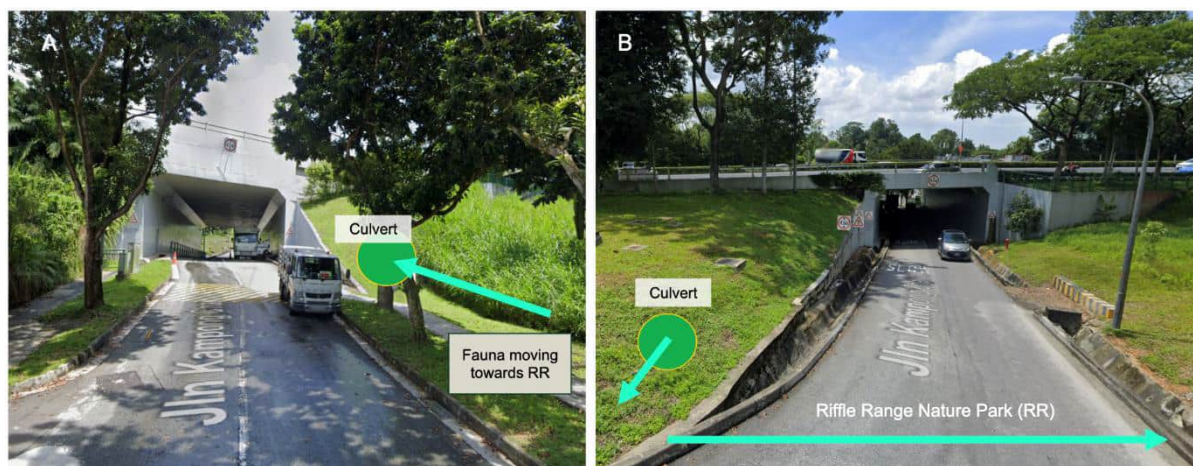 A
Culvert
Fauna moving
towards RR
Jln Kampong
B
Culvert
Jln Kampong
Riffle Range Nature Park (RR)